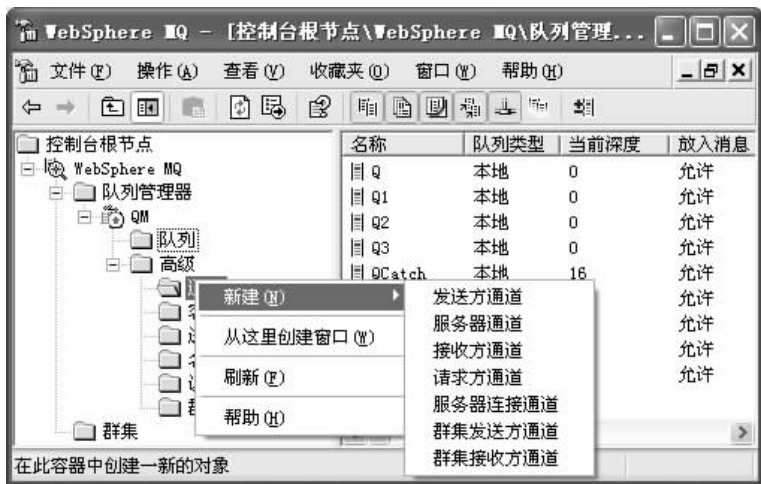 WebSphere MQ - [控制台根节点\WebSphere MQ\队列管理...
文件(F) 操作(A) 查看(V) 收藏夹(O) 窗口(W) 帮助(H)
控制台根节点
WebSphere MQ
队列管理器
QM
队列
高级
群集
名称 队列类型 当前深度 放入消息
Q 本地 0 允许
Q1 本地 0 允许
Q2 本地 0 允许
Q3 本地 0 允许
QCatch 本地 16 允许
允许
允许
允许
允许
新建(N)
从这里创建窗口(W)
刷新(F)
帮助(H)
发送方通道
服务器通道
接收方通道
请求方通道
服务器连接通道
群集发送方通道
群集接收方通道
在此容器中创建一新的对象